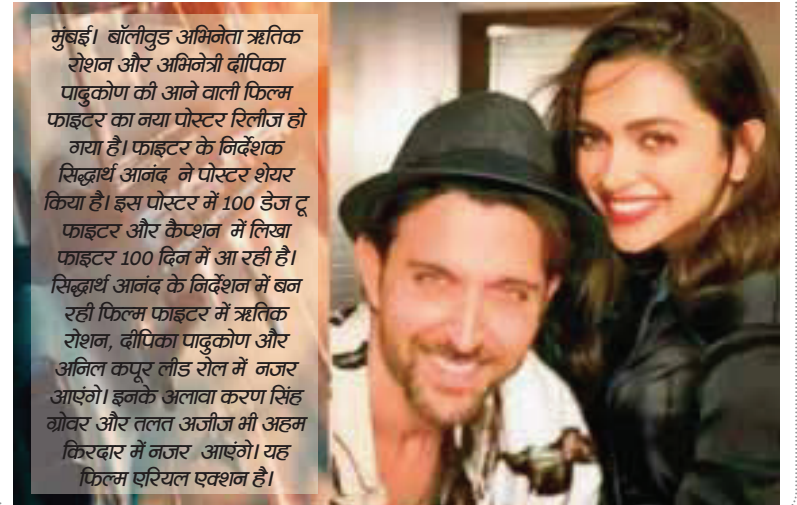 मुंबई। बॉलीवुड अभिनेता ऋतिक
रोशन और अभिनेत्री दीपिका
पादुकोण की आने वाली फिल्म
फाइटर का नया पोस्टर रिलीज हो
गया है। फाइटर के निर्देशक
सिद्धार्थ आनंद ने पोस्टर शेयर
किया है। इस पोस्टर में 100 डेज टू
फाइटर और कैप्शन में लिखा
फाइटर 100 दिन में आ रही है।
सिद्धार्थ आनंद के निर्देशन में बन
रही फिल्म फाइटर में ऋतिक
रोशन, दीपिका पादुकोण और
अनिल कपूर लीड रोल में नजर
आएंगे। इनके अलावा करण सिंह
ग्रोवर और तलत अजीज भी अहम
किरदार में नजर आएंगे। यह
फिल्म एरियल एक्शन है।